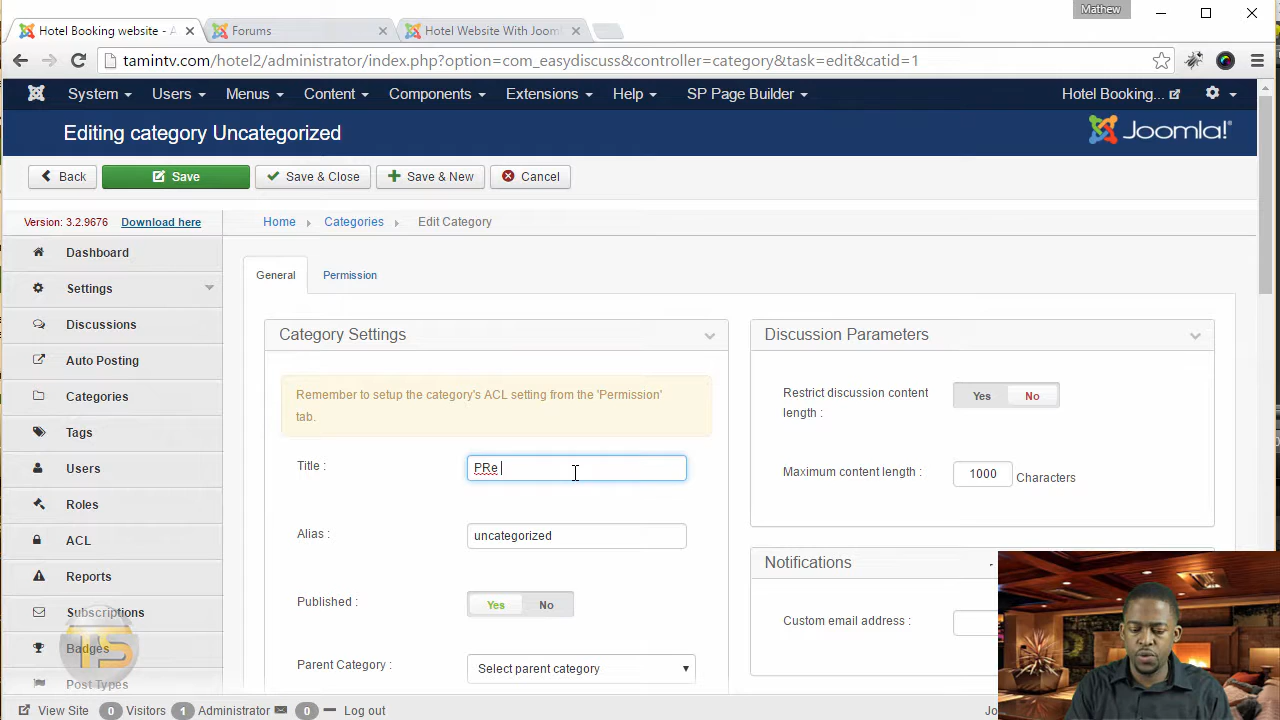 Mathew
Hotel Booking website - A
Forums
Hotel Website With Joom
tamintv.com/hotel2/administrator/index.php?option=com_easydiscuss&controller=category&task=edit&catid=1
System Users Menus Content Components Extensions Help SP Page Builder Hotel Booking...
Editing category Uncategorized
Joomla!
Back Save Save & Close Save & New Cancel
Version: 3.2.9676 Download here
Home Categories Edit Category
Dashboard
Settings
Discussions
Auto Posting
Categories
Tags
Users
Roles
ACL
Reports
Subscriptions
Badges
Post Types
General Permission
Category Settings
Remember to setup the category's ACL setting from the 'Permission'
tab.
Title : PRe
Alias : uncategorized
Published : Yes No
Parent Category : Select parent category
Discussion Parameters
Restrict discussion content
length : Yes No
Maximum content length : 1000 Characters
Notifications
Custom email address :
TS
View Site 0 Visitors 1 Administrator 0 Log out
Jo